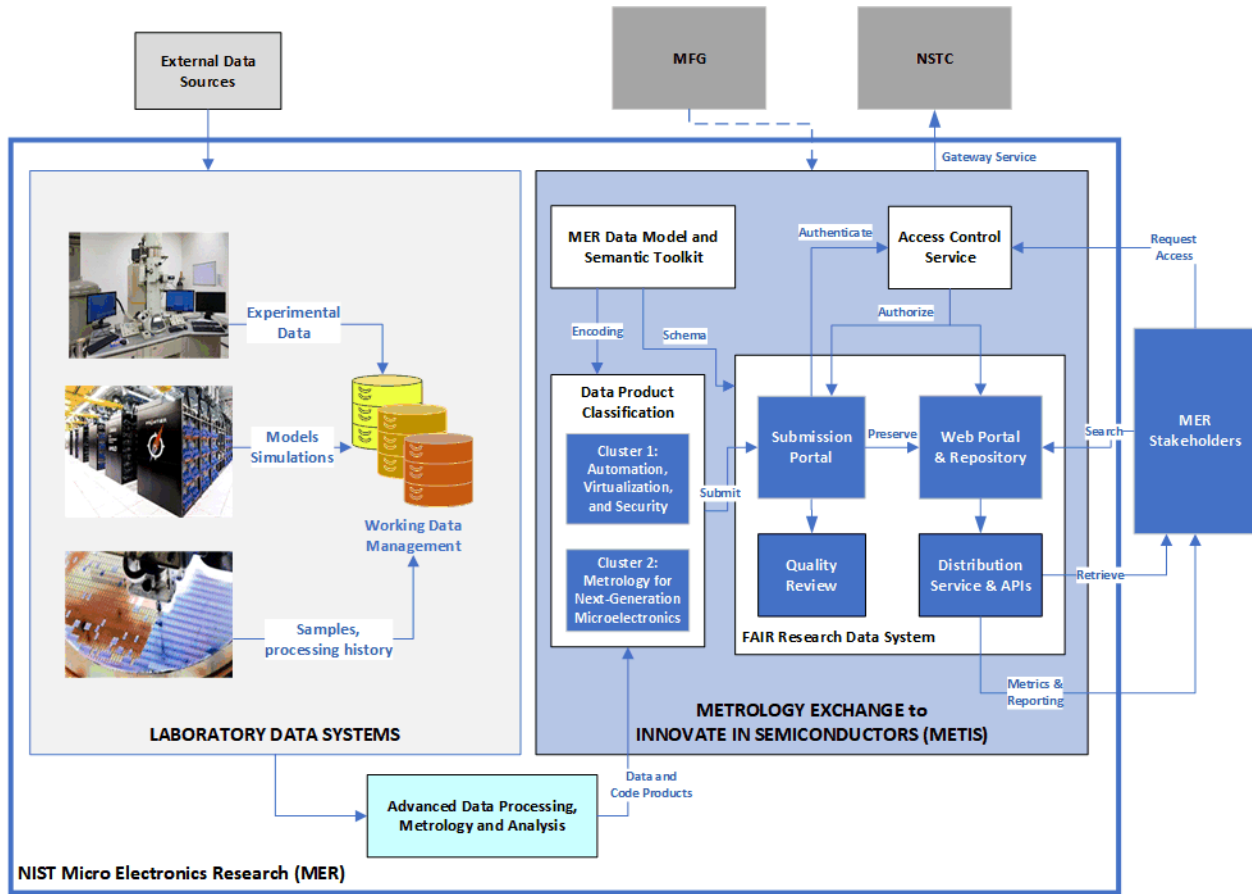 External Data
Sources
MFG
NSTC
Gateway Service
MER Data Model and
Semantic Toolkit
Authenticate
Access Control
Service
Request
Access
Experimental
Data
Encoding
Schema
Authorize
Data Product
Classification
Models
Simulations
Cluster 1:
Automation,
Virtualization,
and Security
Submit
Submission
Portal
Preserve
Web Portal
& Repository
Search
MER
Stakeholders
Working Data
Management
Cluster 2:
Metrology for
Next-Generation
Microelectronics
Quality
Review
Distribution
Service & APIs
Retrieve
Samples,
processing history
FAIR Research Data System
Metrics &
Reporting
LABORATORY DATA SYSTEMS
METROLOGY EXCHANGE to
INNOVATE IN SEMICONDUCTORS (METIS)
Advanced Data Processing,
Metrology and Analysis
Data and
Code Products
NIST Micro Electronics Research (MER)